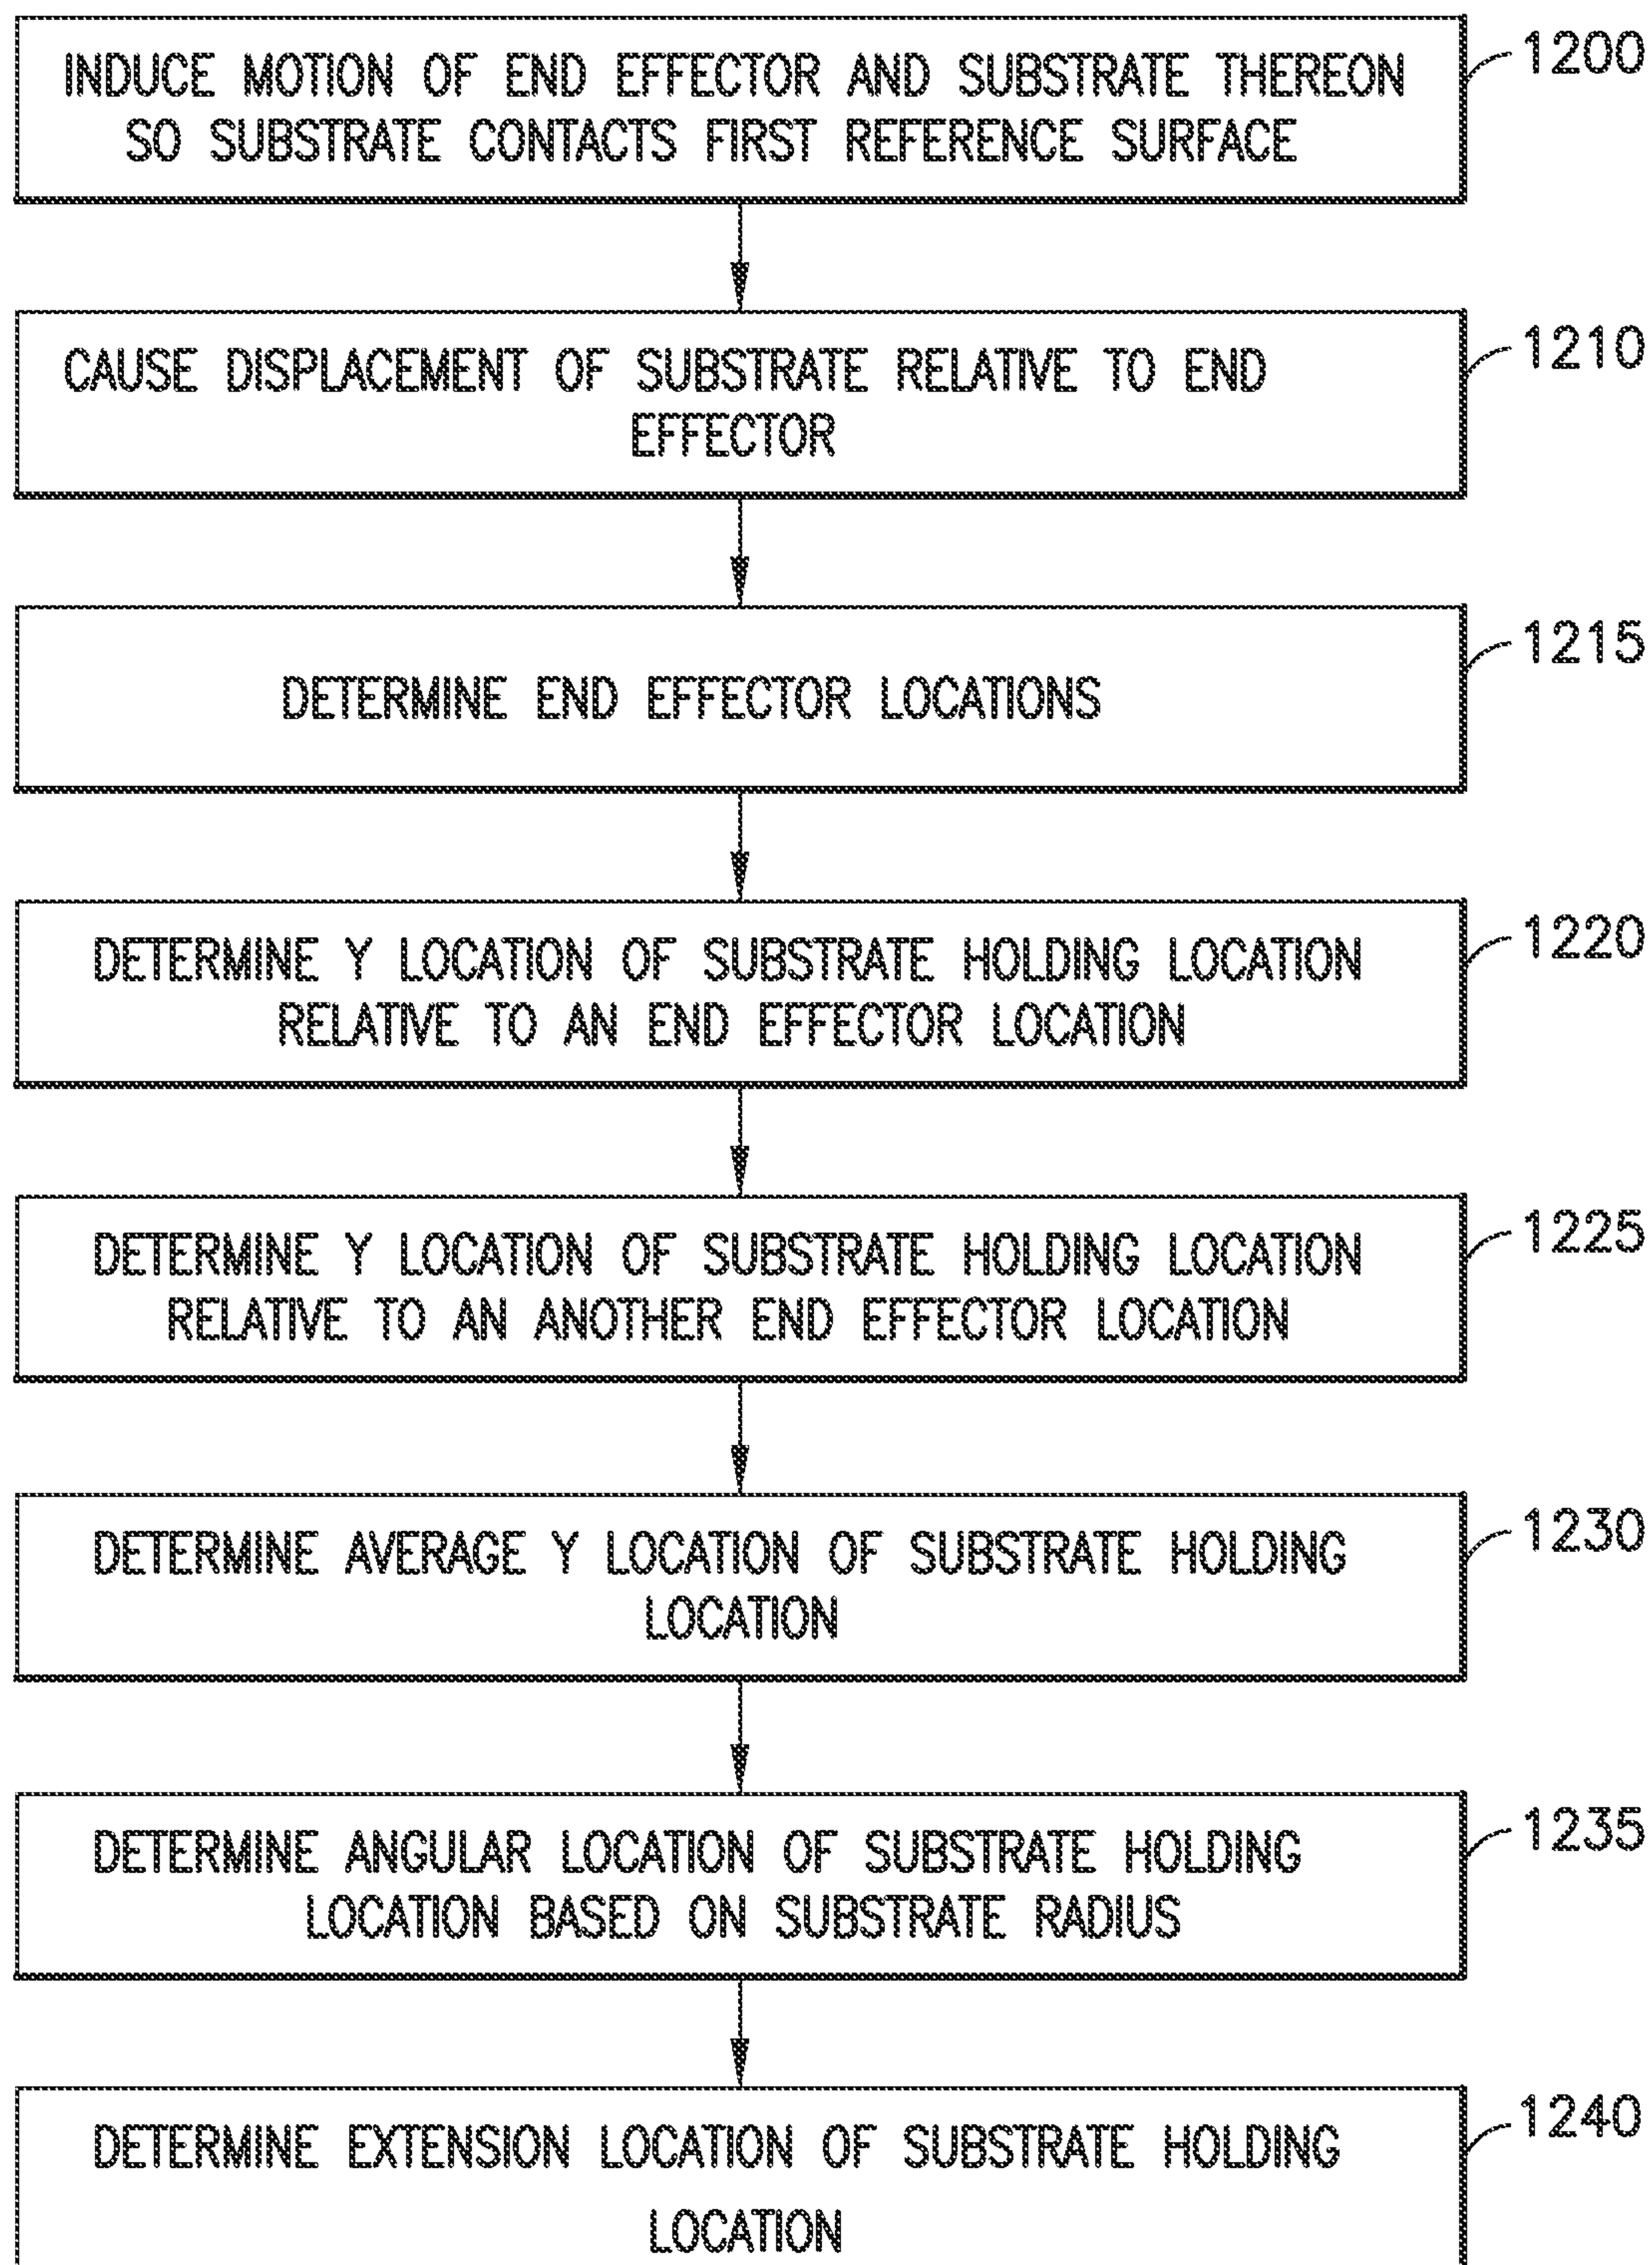 INDUCE MOTION OF END EFFECTOR AND SUBSTRATE THEREON
SO SUBSTRATE CONTACTS FIRST REFERENCE SURFACE
1200
CAUSE DISPLACEMENT OF SUBSTRATE RELATIVE TO END
EFFECTOR
1210
DETERMINE END EFFECTOR LOCATIONS
1215
DETERMINE Y LOCATION OF SUBSTRATE HOLDING LOCATION
RELATIVE TO AN END EFFECTOR LOCATION
1220
DETERMINE Y LOCATION OF SUBSTRATE HOLDING LOCATION
RELATIVE TO AN ANOTHER END EFFECTOR LOCATION
1225
DETERMINE AVERAGE Y LOCATION OF SUBSTRATE HOLDING
LOCATION
1230
DETERMINE ANGULAR LOCATION OF SUBSTRATE HOLDING
LOCATION BASED ON SUBSTRATE RADIUS
1235
DETERMINE EXTENSION LOCATION OF SUBSTRATE HOLDING
LOCATION
1240